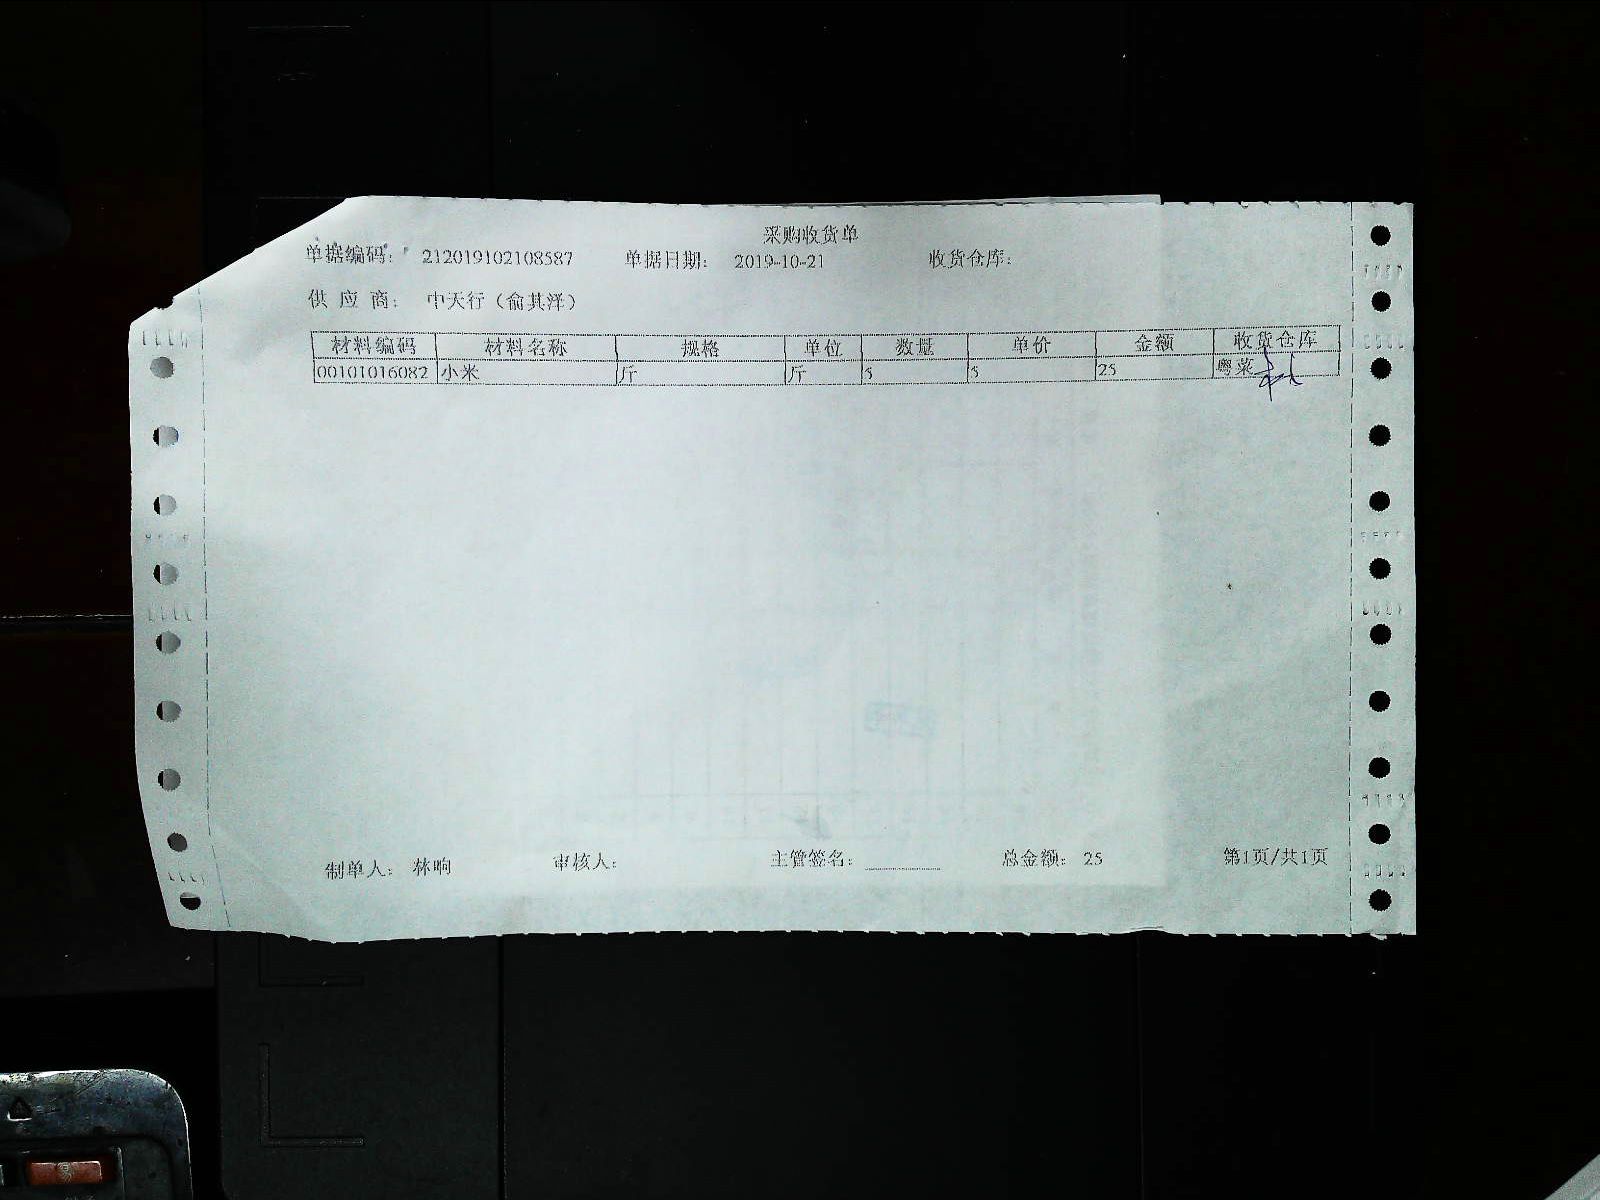 采购收货单
单据编码: 212019102108587 单据日期: 2019-10-21 收货仓库:
供应商: 中天行（俞其洋）
材料编码 材料名称 规格 单位 数量 单价 金额 收货仓库
00101016082 小米 斤 斤 5 5 25 粤菜
制单人: 林晌 审核人: 主管签名: 总金额: 25 第1页/共1页